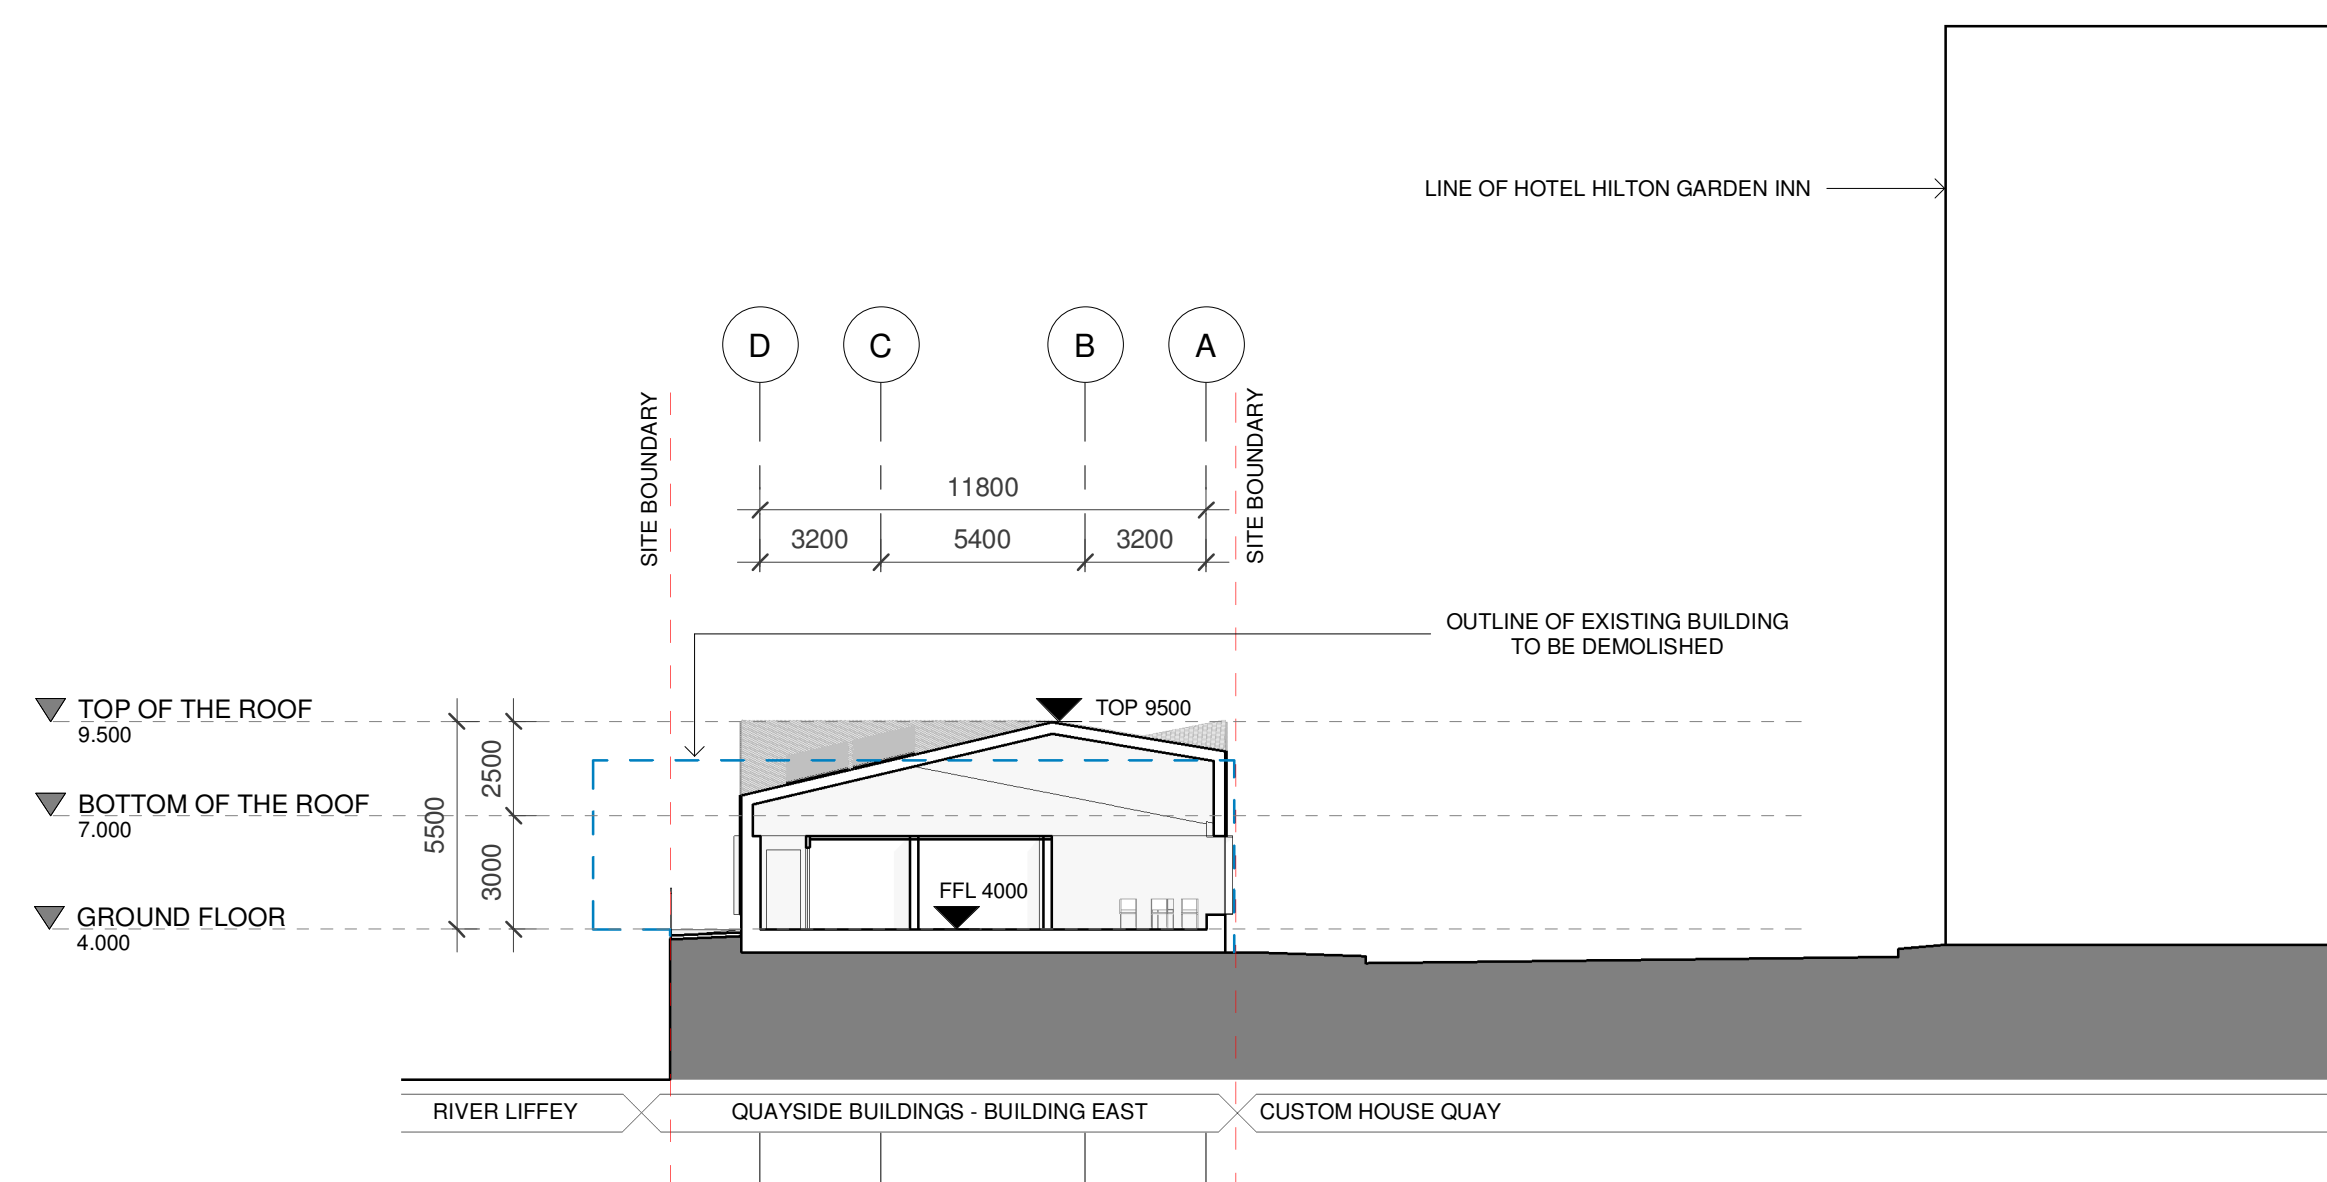 LINE OF HOTEL HILTON GARDEN INN
D
C
B
A
SITE BOUNDARY
SITE BOUNDARY
11800
3200
5400
3200
OUTLINE OF EXISTING BUILDING
TO BE DEMOLISHED
TOP OF THE ROOF
9.500
TOP 9500
2500
BOTTOM OF THE ROOF
7.000
5500
3000
FFL 4000
GROUND FLOOR
4.000
RIVER LIFFEY
QUAYSIDE BUILDINGS - BUILDING EAST
CUSTOM HOUSE QUAY